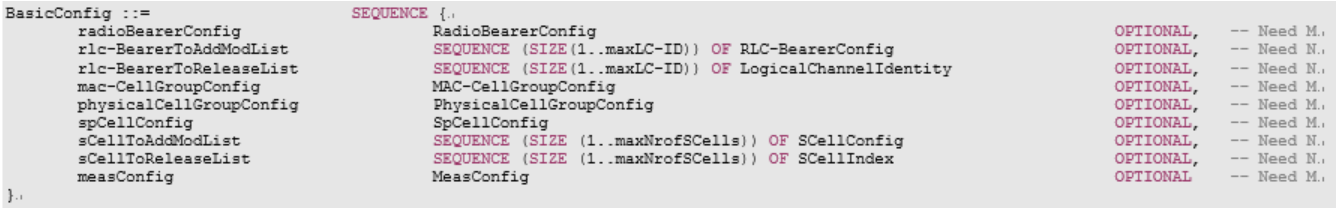 BasicConfig ::= SEQUENCE {
radioBearerConfig RadioBearerConfig OPTIONAL, -- Need M
rlc-BearerToAddModList SEQUENCE (SIZE(1..maxLC-ID)) OF RLC-BearerConfig OPTIONAL, -- Need N
rlc-BearerToReleaseList SEQUENCE (SIZE(1..maxLC-ID)) OF LogicalChannelIdentity OPTIONAL, -- Need N
mac-CellGroupConfig MAC-CellGroupConfig OPTIONAL, -- Need M
physicalCellGroupConfig PhysicalCellGroupConfig OPTIONAL, -- Need M
spCellConfig SpCellConfig OPTIONAL, -- Need M
sCellToAddModList SEQUENCE (SIZE (1..maxNrofSCells)) OF SCellConfig OPTIONAL, -- Need N
sCellToReleaseList SEQUENCE (SIZE (1..maxNrofSCells)) OF SCellIndex OPTIONAL, -- Need N
measConfig MeasConfig OPTIONAL -- Need M
}